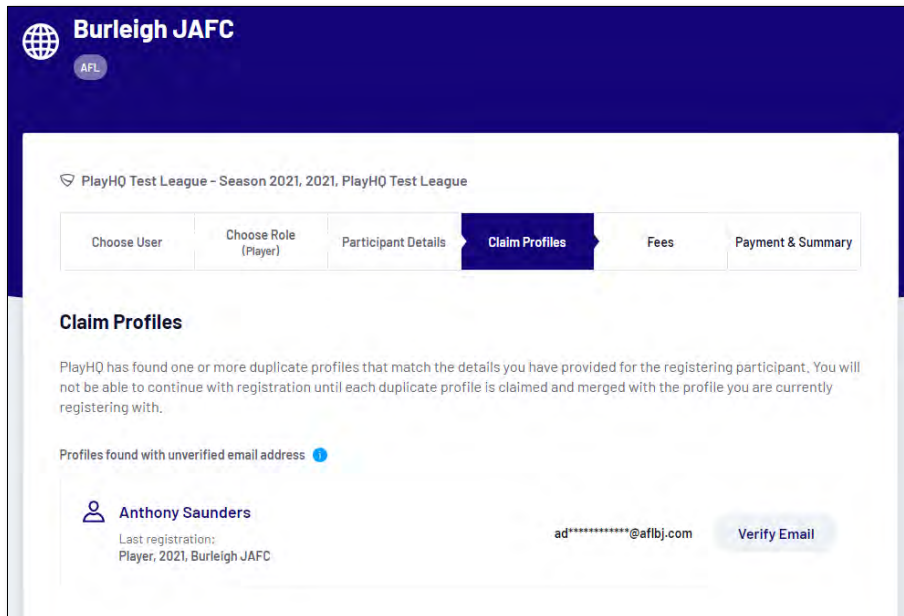 Burleigh JAFC
AFL
PlayHQ Test League - Season 2021, 2021, PlayHQ Test League
Choose User
Choose Role
(Player)
Participant Details
Claim Profiles
Fees
Payment & Summary
Claim Profiles
PlayHQ has found one or more duplicate profiles that match the details you have provided for the registering participant. You will
not be able to continue with registration until each duplicate profile is claimed and merged with the profile you are currently
registering with.
Profiles found with unverified email address
Anthony Saunders
Last registration:
Player, 2021, Burleigh JAFC
ad************@aflbj.com
Verify Email